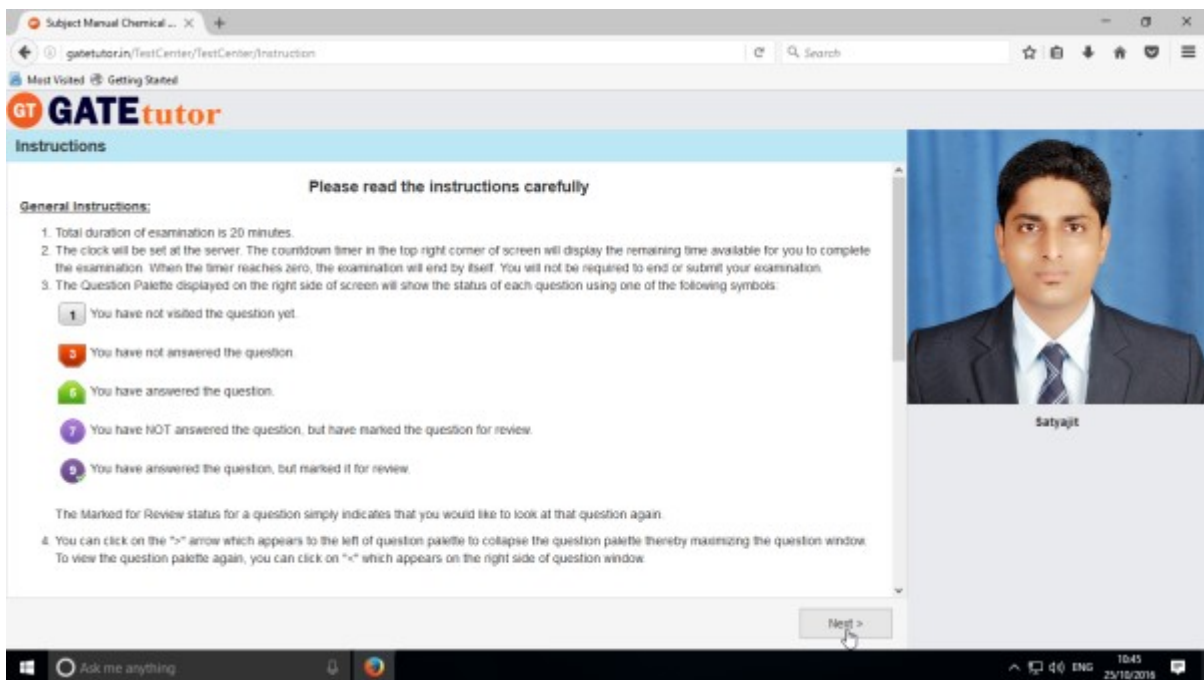 Subject Manual Chemical ...
gatetutor.in/TestCenter/TestCenter/Instruction
Search
Most Visited Getting Started
GT GATEtutor
Instructions
Please read the instructions carefully
General Instructions:
1. Total duration of examination is 20 minutes.
2. The clock will be set at the server. The countdown timer in the top right corner of screen will display the remaining time available for you to complete
the examination. When the timer reaches zero, the examination will end by itself. You will not be required to end or submit your examination.
3. The Question Palette displayed on the right side of screen will show the status of each question using one of the following symbols:
1 You have not visited the question yet.
3 You have not answered the question.
5 You have answered the question.
7 You have NOT answered the question, but have marked the question for review.
9 You have answered the question, but marked it for review.
The Marked for Review status for a question simply indicates that you would like to look at that question again.
4. You can click on the ">" arrow which appears to the left of question palette to collapse the question palette thereby maximizing the question window.
To view the question palette again, you can click on "<" which appears on the right side of question window.
Satyajit
Next >
Ask me anything
ENG
10:45
25/10/2016